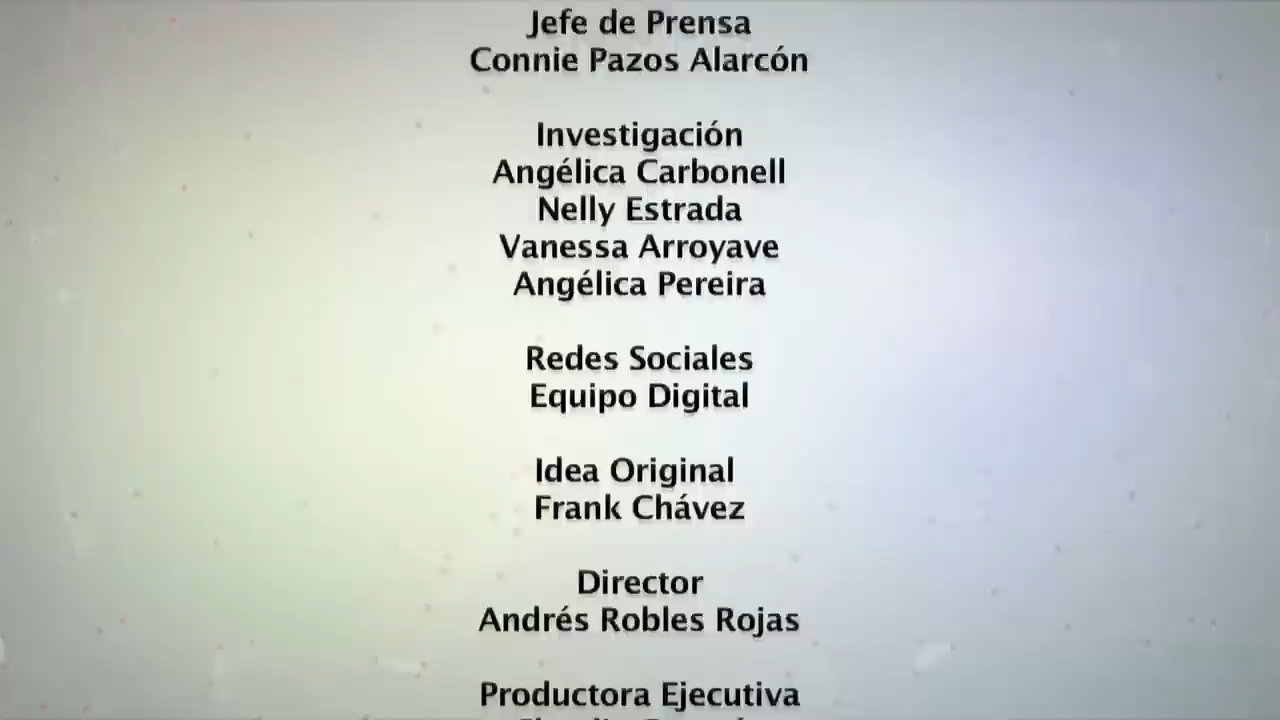 Jefe de Prensa
Connie Pazos Alarcón
Investigación
Angélica Carbonell
Nelly Estrada
Vanessa Arroyave
Angélica Pereira
Redes Sociales
Equipo Digital
Idea Original
Frank Chávez
Director
Andrés Robles Rojas
Productora Ejecutiva